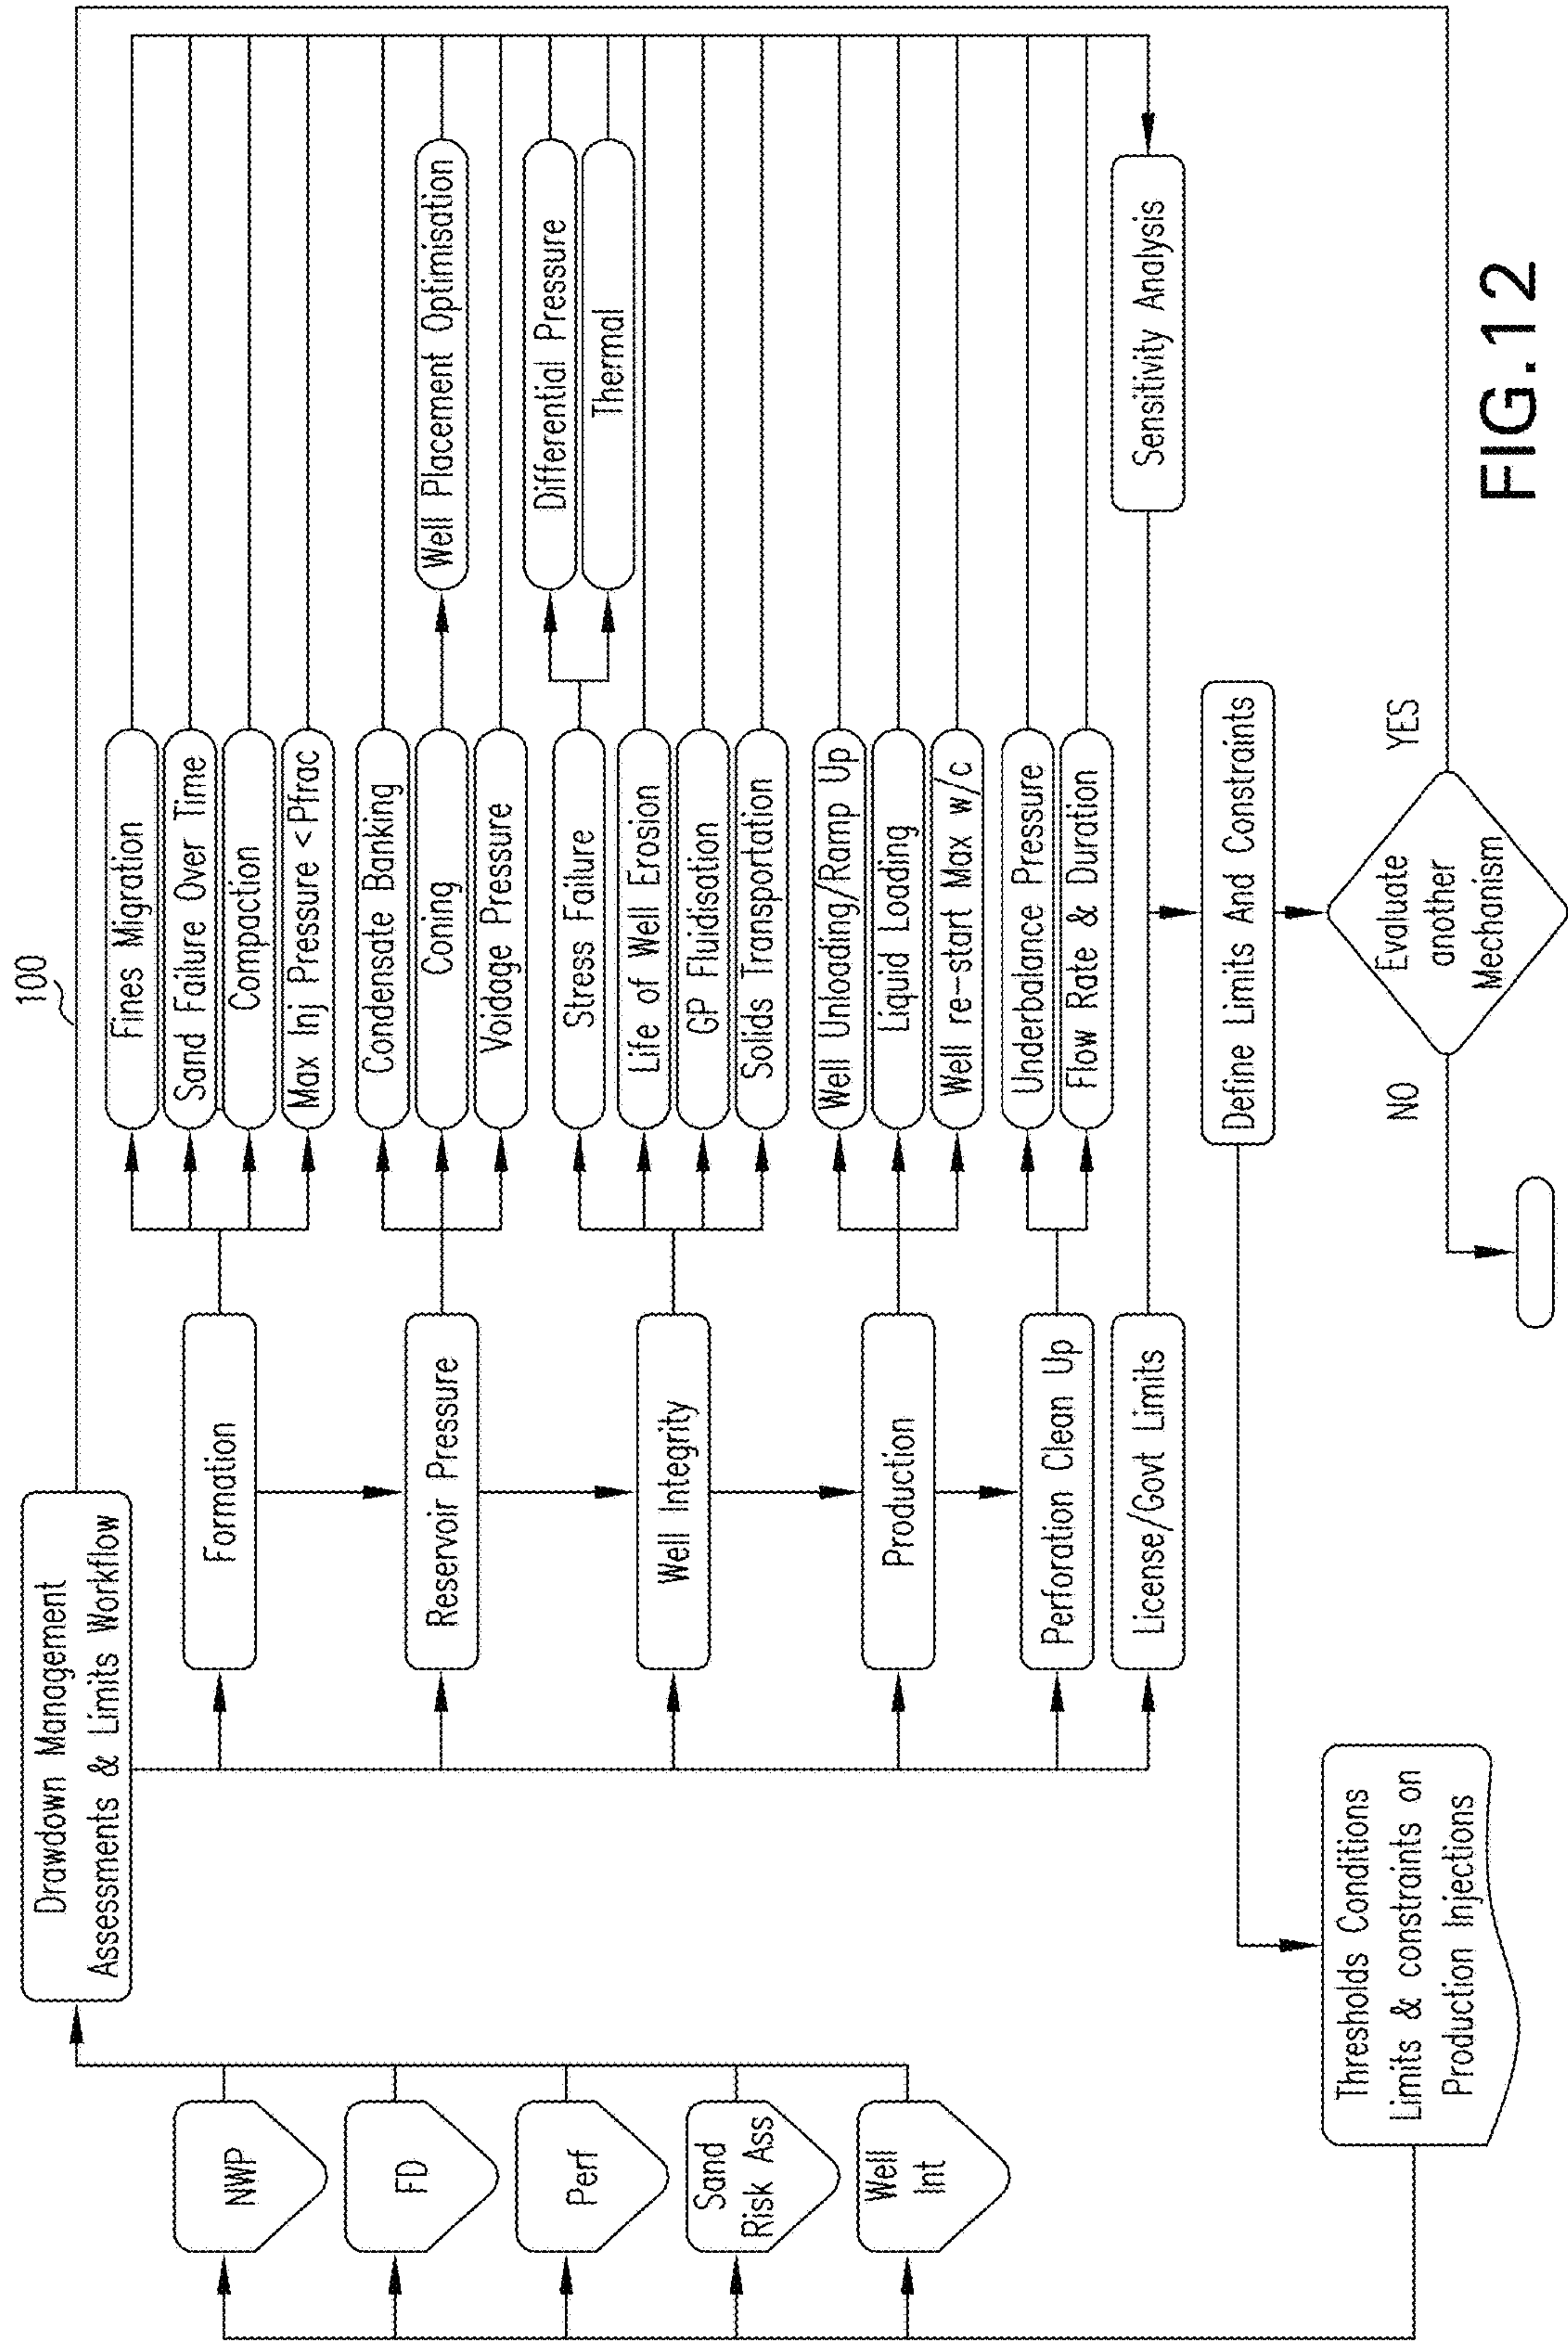 100
Drawdown Management
Assessments & Limits Workflow
NWP
FD
Perf
Sand
Risk Ass
Well
Int
Formation
Fines Migration
Sand Failure Over Time
Compaction
Max Inj Pressure <Pfrac
Reservoir Pressure
Condensate Banking
Coning
Well Placement Optimisation
Voidage Pressure
Well Integrity
Stress Failure
Differential Pressure
Thermal
Life of Well Erosion
GP Fluidisation
Solids Transportation
Production
Well Unloading/Ramp Up
Liquid Loading
Well re-start Max w/c
Perforation Clean Up
Underbalance Pressure
Flow Rate & Duration
License/Govt Limits
Sensitivity Analysis
Define Limits And Constraints
Thresholds Conditions
Limits & constraints on
Production Injections
NO
Evaluate
another
Mechanism
YES
FIG.12